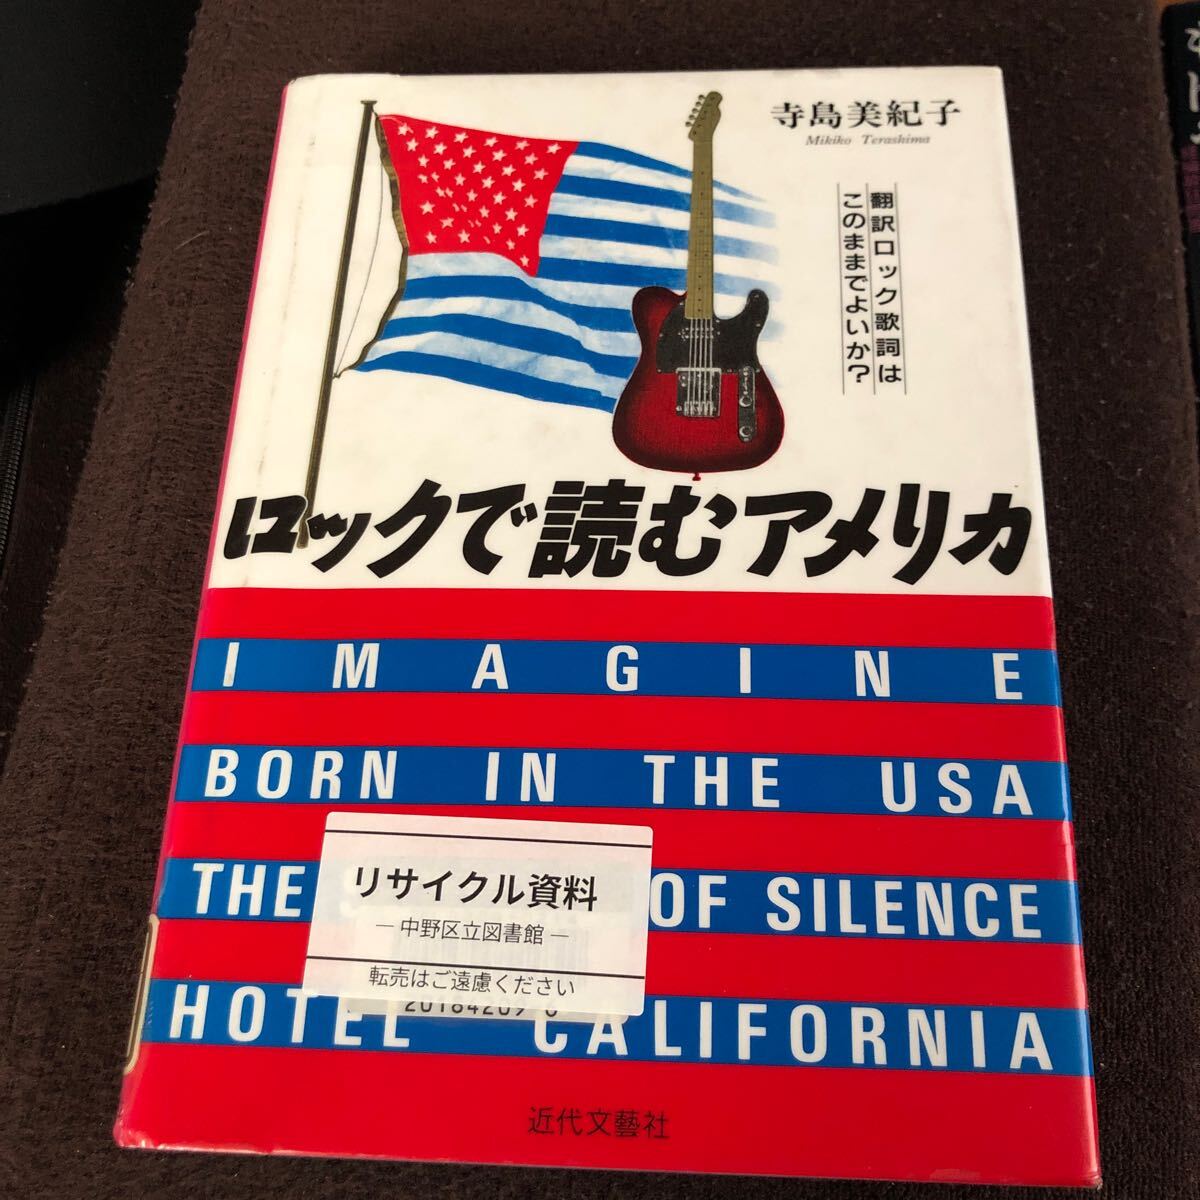 寺島美紀子
Mikiko Terashima
翻訳ロック歌詞は
このままでよいか?
ロックで読むアメリカ
IMAGINE
BORN IN THE USA
THE OF SILENCE
リサイクル資料
―中野区立図書館―
転売はご遠慮ください
HOTEL CALIFORNIA
近代文藝社